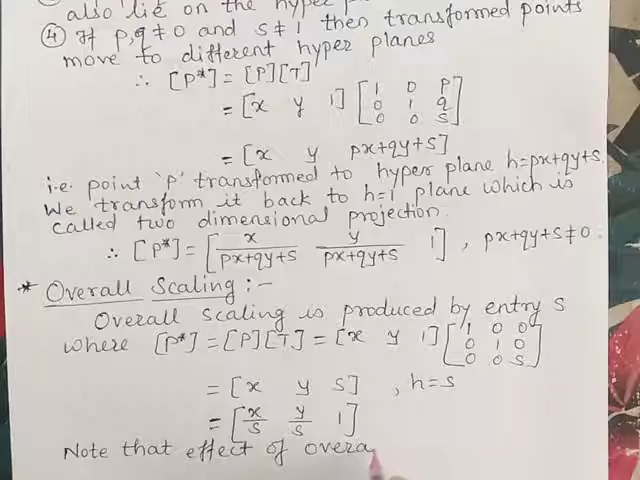 also lie on the hyper
④ If p,q ≠ 0 and s ≠ 1 then transformed points
move to different hyper planes
∴ [P*] = [P][T]
= [x y 1] [1 0 p
0 1 q
0 0 s]
= [x y px+qy+s]
i.e. point 'P' transformed to hyper plane h=px+qy+s.
We transform it back to h=1 plane which is
called two dimensional projection.
∴ [P*] = [x/(px+qy+s) y/(px+qy+s) 1] , px+qy+s ≠ 0.
* Overall Scaling :-
Overall scaling is produced by entry s
where [P*] = [P][T] = [x y 1] [1 0 0
0 1 0
0 0 s]
= [x y s] , h=s
= [x/s y/s 1]
Note that effect of overa